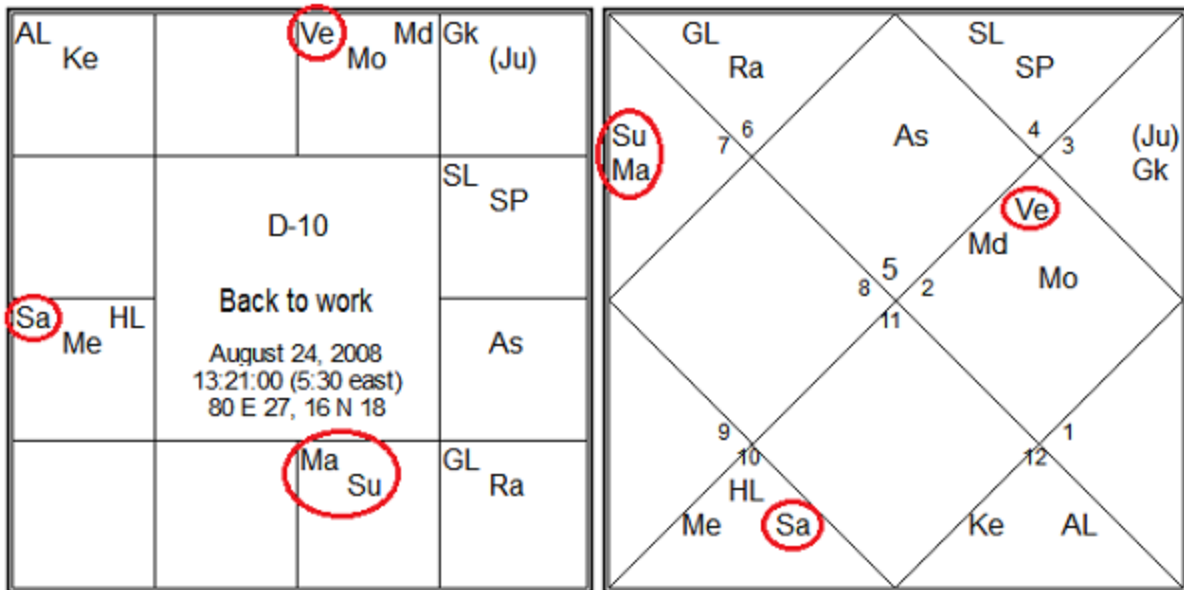 AL Ke
Ve Mo Md
Gk (Ju)
SL SP
D-10
Back to work
August 24, 2008
13:21:00 (5:30 east)
80 E 27, 16 N 18
Sa Me HL
As
Ma Su
GL Ra
GL
Ra
SL
SP
Su
Ma
7 6
As
4 3
(Ju)
Gk
Ve
Md
Mo
5
8 2
11
9
10
1
12
HL
Me Sa
Ke AL